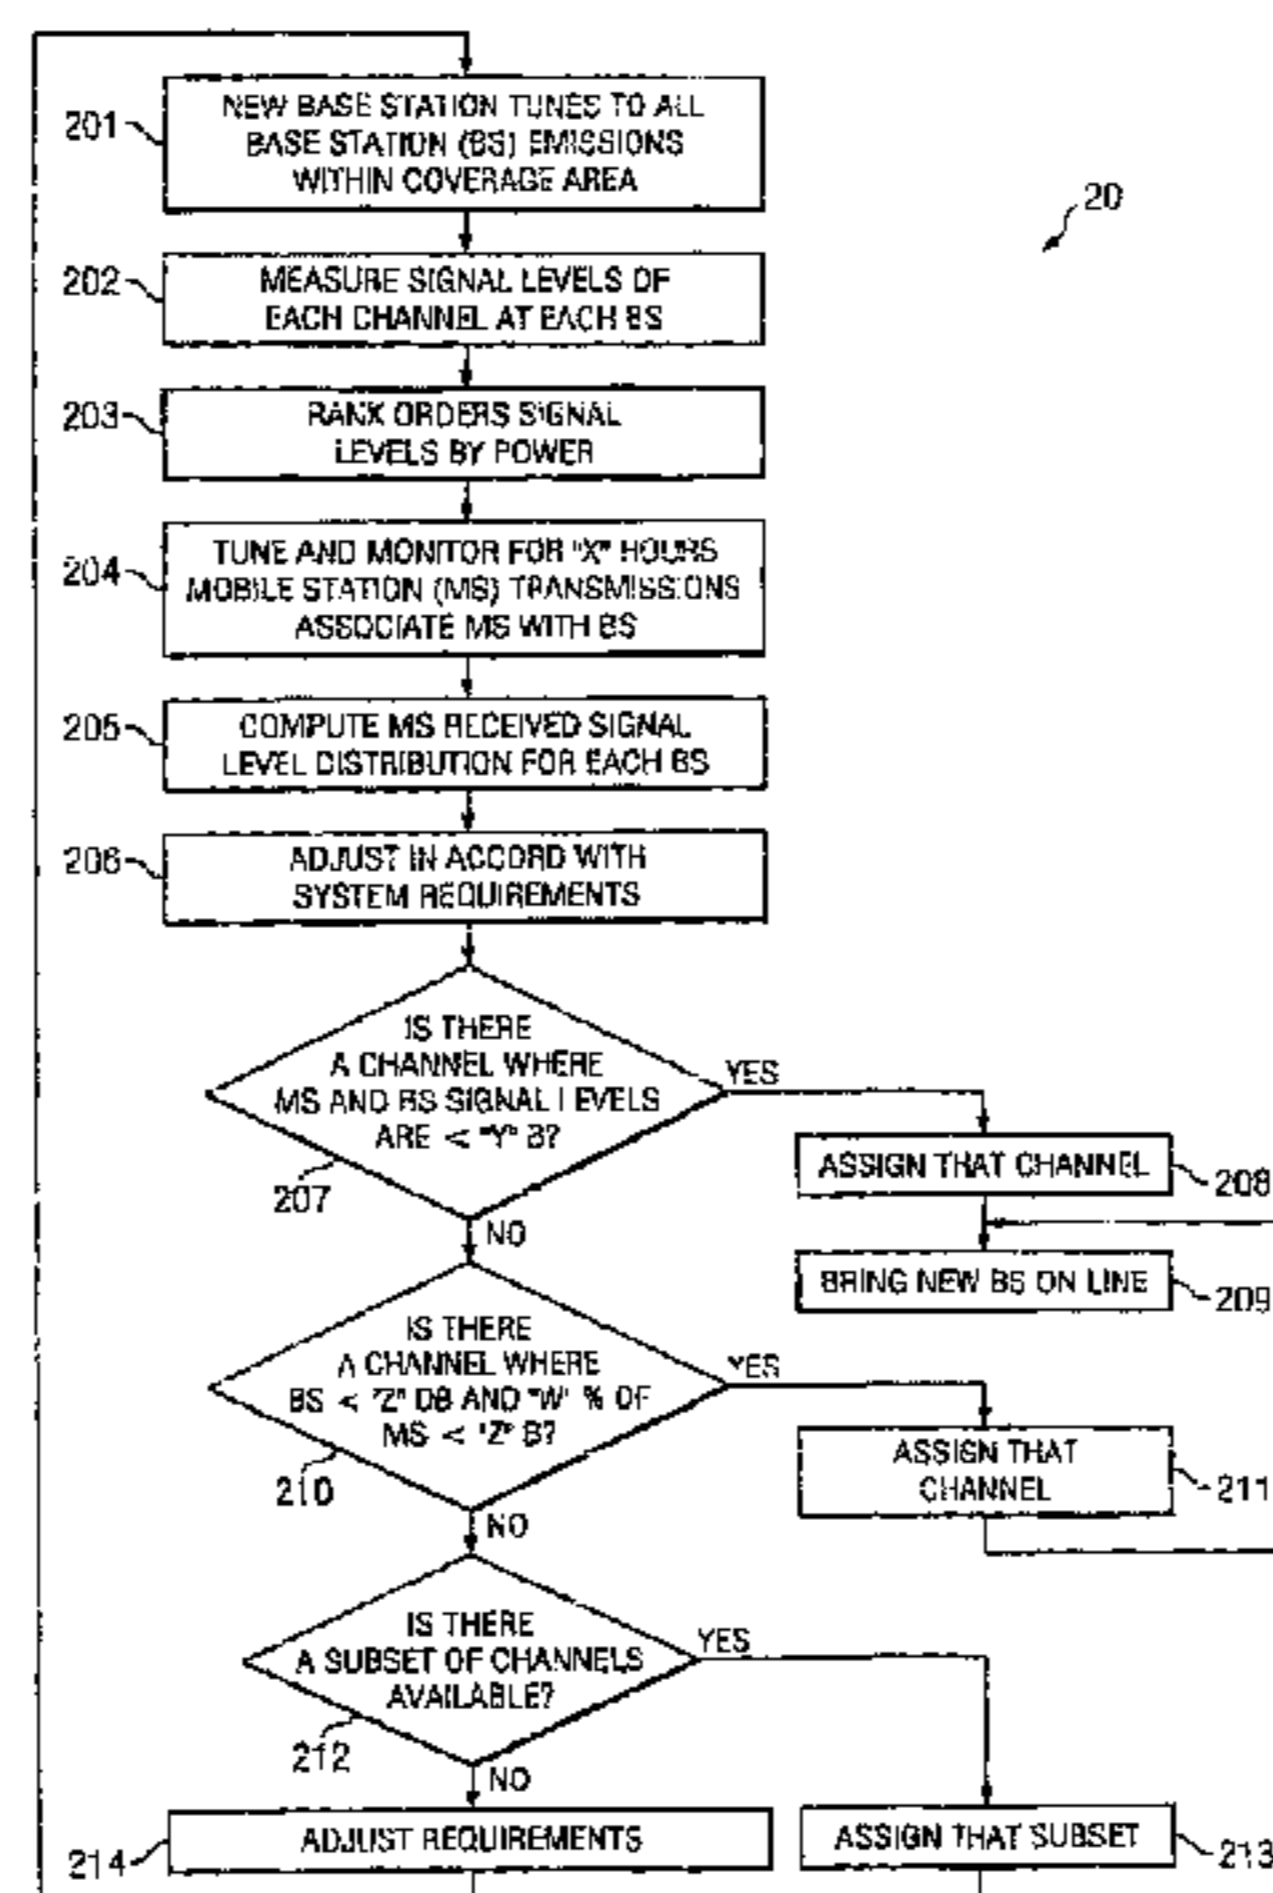 201
NEW BASE STATION TUNES TO ALL
BASE STATION (BS) EMISSIONS
WITHIN COVERAGE AREA
20
202
MEASURE SIGNAL LEVELS OF
EACH CHANNEL AT EACH BS
203
RANK ORDERS SIGNAL
LEVELS BY POWER
204
TUNE AND MONITOR FOR "X" HOURS
MOBILE STATION (MS) TRANSMISSIONS
ASSOCIATE MS WITH BS
205
COMPUTE MS RECEIVED SIGNAL
LEVEL DISTRIBUTION FOR EACH BS
206
ADJUST IN ACCORD WITH
SYSTEM REQUIREMENTS
IS THERE
A CHANNEL WHERE
MS AND BS SIGNAL LEVELS
ARE < "Y" B?
207
YES
NO
ASSIGN THAT CHANNEL
208
BRING NEW BS ON LINE
209
IS THERE
A CHANNEL WHERE
BS < "Z" DB AND "W" % OF
MS < "Z" B?
210
YES
NO
ASSIGN THAT
CHANNEL
211
IS THERE
A SUBSET OF CHANNELS
AVAILABLE?
212
YES
NO
214
ADJUST REQUIREMENTS
ASSIGN THAT SUBSET
213